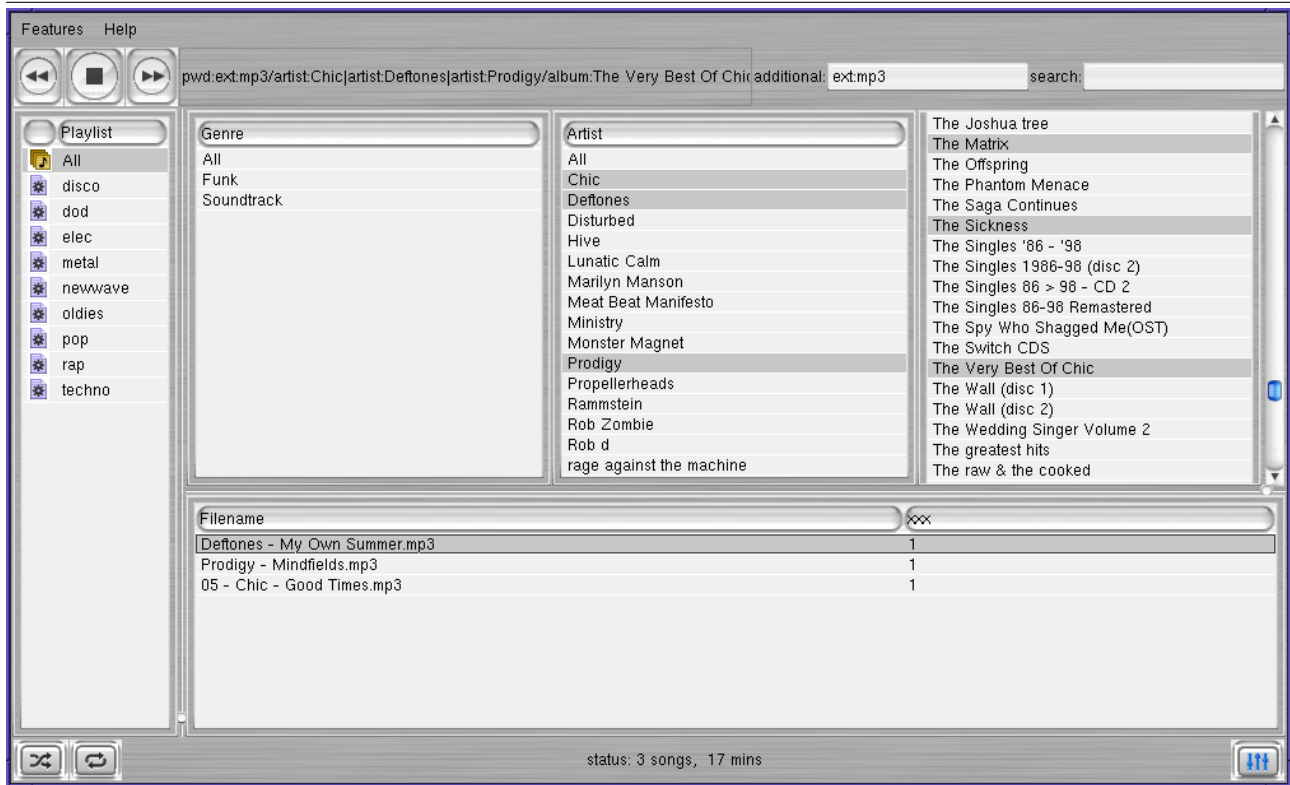 Features Help
pwd:ext:mp3/artist:Chic|artist:Deftones|artist:Prodigy/album:The Very Best Of Chic additional: ext:mp3 search:
Playlist
All
disco
dod
elec
metal
newwave
oldies
pop
rap
techno
Genre
All
Funk
Soundtrack
Artist
All
Chic
Deftones
Disturbed
Hive
Lunatic Calm
Marilyn Manson
Meat Beat Manifesto
Ministry
Monster Magnet
Prodigy
Propellerheads
Rammstein
Rob Zombie
Rob d
rage against the machine
The Joshua tree
The Matrix
The Offspring
The Phantom Menace
The Saga Continues
The Sickness
The Singles '86 - '98
The Singles 1986-98 (disc 2)
The Singles 86 > 98 - CD 2
The Singles 86-98 Remastered
The Spy Who Shagged Me(OST)
The Switch CDS
The Very Best Of Chic
The Wall (disc 1)
The Wall (disc 2)
The Wedding Singer Volume 2
The greatest hits
The raw & the cooked
Filename xxx
Deftones - My Own Summer.mp3 1
Prodigy - Mindfields.mp3 1
05 - Chic - Good Times.mp3 1
status: 3 songs, 17 mins